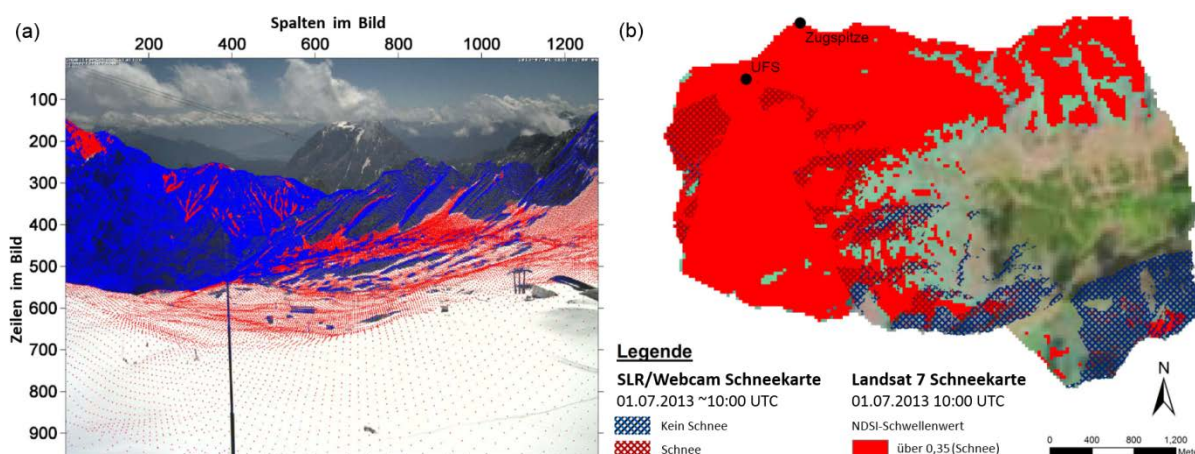 (a)
Spalten im Bild
200 400 600 800 1000 1200
Zeilen im Bild
100
200
300
400
500
600
700
800
900
(b)
Zugspitze
UFS
Legende
SLR/Webcam Schneekarte
01.07.2013 ~10:00 UTC
Kein Schnee
Schnee
Landsat 7 Schneekarte
01.07.2013 10:00 UTC
NDSI-Schwellenwert
über 0,35 (Schnee)
N
0 400 800 1,200
Mete